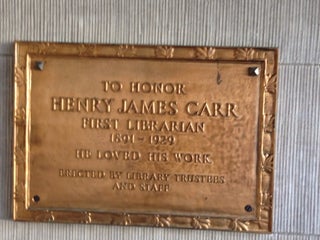 TO HONOR
HENRY JAMES CARR
FIRST LIBRARIAN
1891 - 1929
HE LOVED HIS WORK
ERECTED BY LIBRARY TRUSTEES
AND STAFF